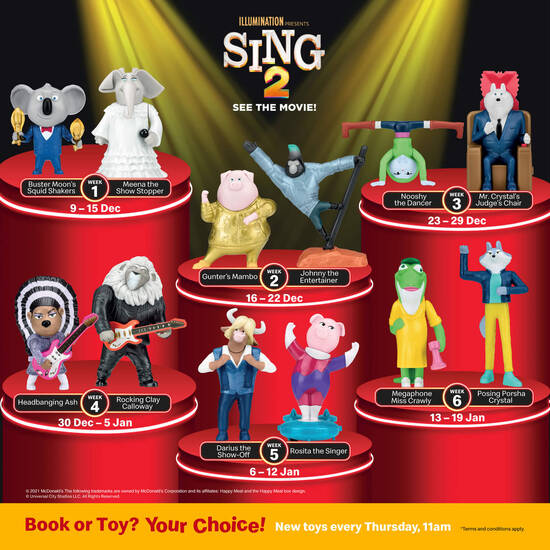 ILLUMINATION PRESENTS
SING
2
SEE THE MOVIE!
Buster Moon's
Squid Shakers
WEEK
1
Meena the
Show Stopper
9 – 15 Dec
Gunter's Mambo
WEEK
2
Johnny the
Entertainer
16 – 22 Dec
Nooshy
the Dancer
WEEK
3
Mr. Crystal's
Judge's Chair
23 – 29 Dec
Headbanging Ash
WEEK
4
Rocking Clay
Calloway
30 Dec – 5 Jan
Darius the
Show-Off
WEEK
5
Rosita the Singer
6 – 12 Jan
Megaphone
Miss Crawly
WEEK
6
Posing Porsha
Crystal
13 – 19 Jan
© 2021 McDonald's The following trademarks are owned by McDonald's Corporation and its affiliates: Happy Meal and the Happy Meal box design.
© Universal City Studios LLC. All Rights Reserved.
Book or Toy? Your Choice! New toys every Thursday, 11am *Terms and conditions apply.